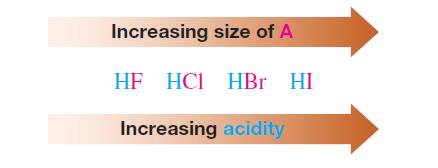 Increasing size of A
HF HCl HBr HI
Increasing acidity